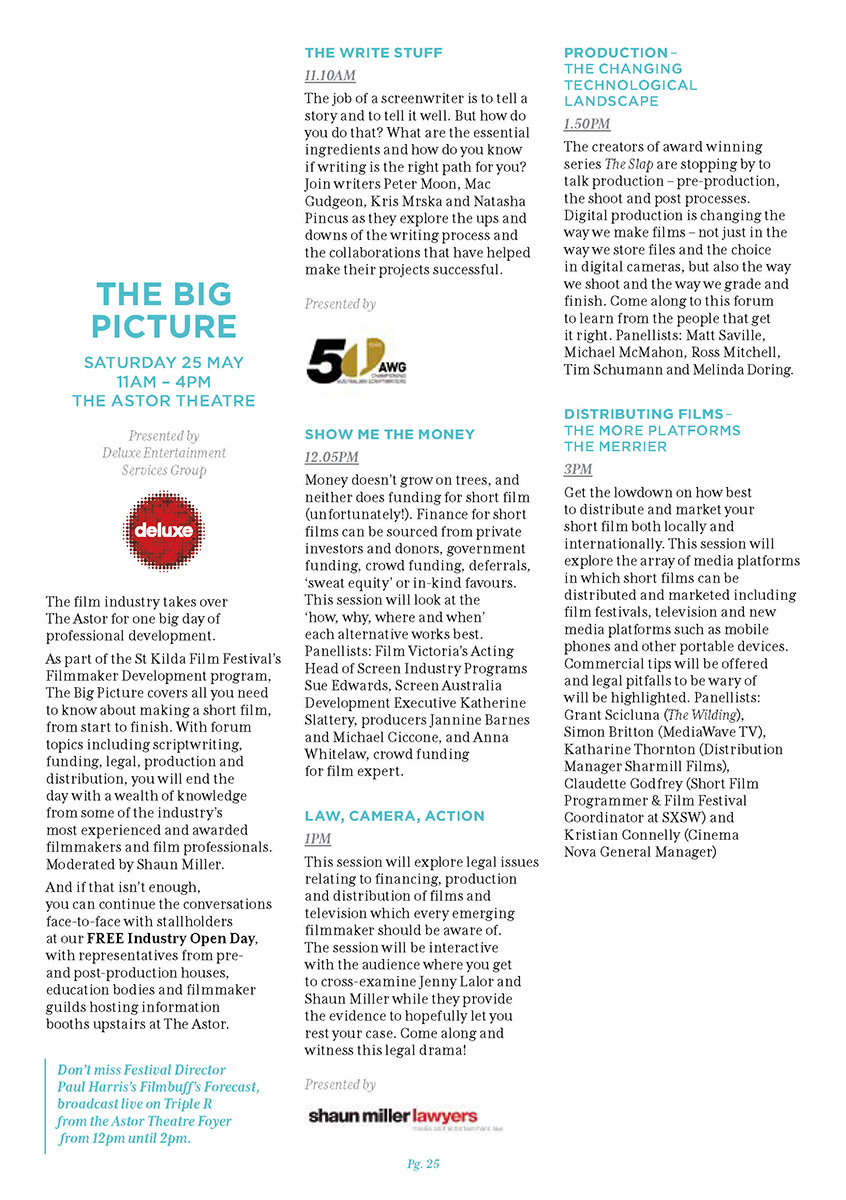 THE BIG
PICTURE
SATURDAY 25 MAY
11AM – 4PM
THE ASTOR THEATRE
Presented by
Deluxe Entertainment
Services Group
deluxe
The film industry takes over
The Astor for one big day of
professional development.
As part of the St Kilda Film Festival’s
Filmmaker Development program,
The Big Picture covers all you need
to know about making a short film,
from start to finish. With forum
topics including scriptwriting,
funding, legal, production and
distribution, you will end the
day with a wealth of knowledge
from some of the industry’s
most experienced and awarded
filmmakers and film professionals.
Moderated by Shaun Miller.
And if that isn’t enough,
you can continue the conversations
face-to-face with stallholders
at our FREE Industry Open Day,
with representatives from pre-
and post-production houses,
education bodies and filmmaker
guilds hosting information
booths upstairs at The Astor.
Don’t miss Festival Director
Paul Harris’s Filmbuff’s Forecast,
broadcast live on Triple R
from the Astor Theatre Foyer
from 12pm until 2pm.
THE WRITE STUFF
11.10AM
The job of a screenwriter is to tell a
story and to tell it well. But how do
you do that? What are the essential
ingredients and how do you know
if writing is the right path for you?
Join writers Peter Moon, Mac
Gudgeon, Kris Mrska and Natasha
Pincus as they explore the ups and
downs of the writing process and
the collaborations that have helped
make their projects successful.
Presented by
50 YEARS
AWG
CHAMPIONING
AUSTRALIAN SCRIPTWRITERS
SHOW ME THE MONEY
12.05PM
Money doesn’t grow on trees, and
neither does funding for short film
(unfortunately!). Finance for short
films can be sourced from private
investors and donors, government
funding, crowd funding, deferrals,
‘sweat equity’ or in-kind favours.
This session will look at the
‘how, why, where and when’
each alternative works best.
Panellists: Film Victoria’s Acting
Head of Screen Industry Programs
Sue Edwards, Screen Australia
Development Executive Katherine
Slattery, producers Jannine Barnes
and Michael Ciccone, and Anna
Whitelaw, crowd funding
for film expert.
LAW, CAMERA, ACTION
1PM
This session will explore legal issues
relating to financing, production
and distribution of films and
television which every emerging
filmmaker should be aware of.
The session will be interactive
with the audience where you get
to cross-examine Jenny Lalor and
Shaun Miller while they provide
the evidence to hopefully let you
rest your case. Come along and
witness this legal drama!
Presented by
shaun miller lawyers
media and entertainment law
PRODUCTION –
THE CHANGING
TECHNOLOGICAL
LANDSCAPE
1.50PM
The creators of award winning
series The Slap are stopping by to
talk production – pre-production,
the shoot and post processes.
Digital production is changing the
way we make films – not just in the
way we store files and the choice
in digital cameras, but also the way
we shoot and the way we grade and
finish. Come along to this forum
to learn from the people that get
it right. Panellists: Matt Saville,
Michael McMahon, Ross Mitchell,
Tim Schumann and Melinda Doring.
DISTRIBUTING FILMS –
THE MORE PLATFORMS
THE MERRIER
3PM
Get the lowdown on how best
to distribute and market your
short film both locally and
internationally. This session will
explore the array of media platforms
in which short films can be
distributed and marketed including
film festivals, television and new
media platforms such as mobile
phones and other portable devices.
Commercial tips will be offered
and legal pitfalls to be wary of
will be highlighted. Panellists:
Grant Scicluna (The Wilding),
Simon Britton (MediaWave TV),
Katharine Thornton (Distribution
Manager Sharmill Films),
Claudette Godfrey (Short Film
Programmer & Film Festival
Coordinator at SXSW) and
Kristian Connelly (Cinema
Nova General Manager)
Pg. 25